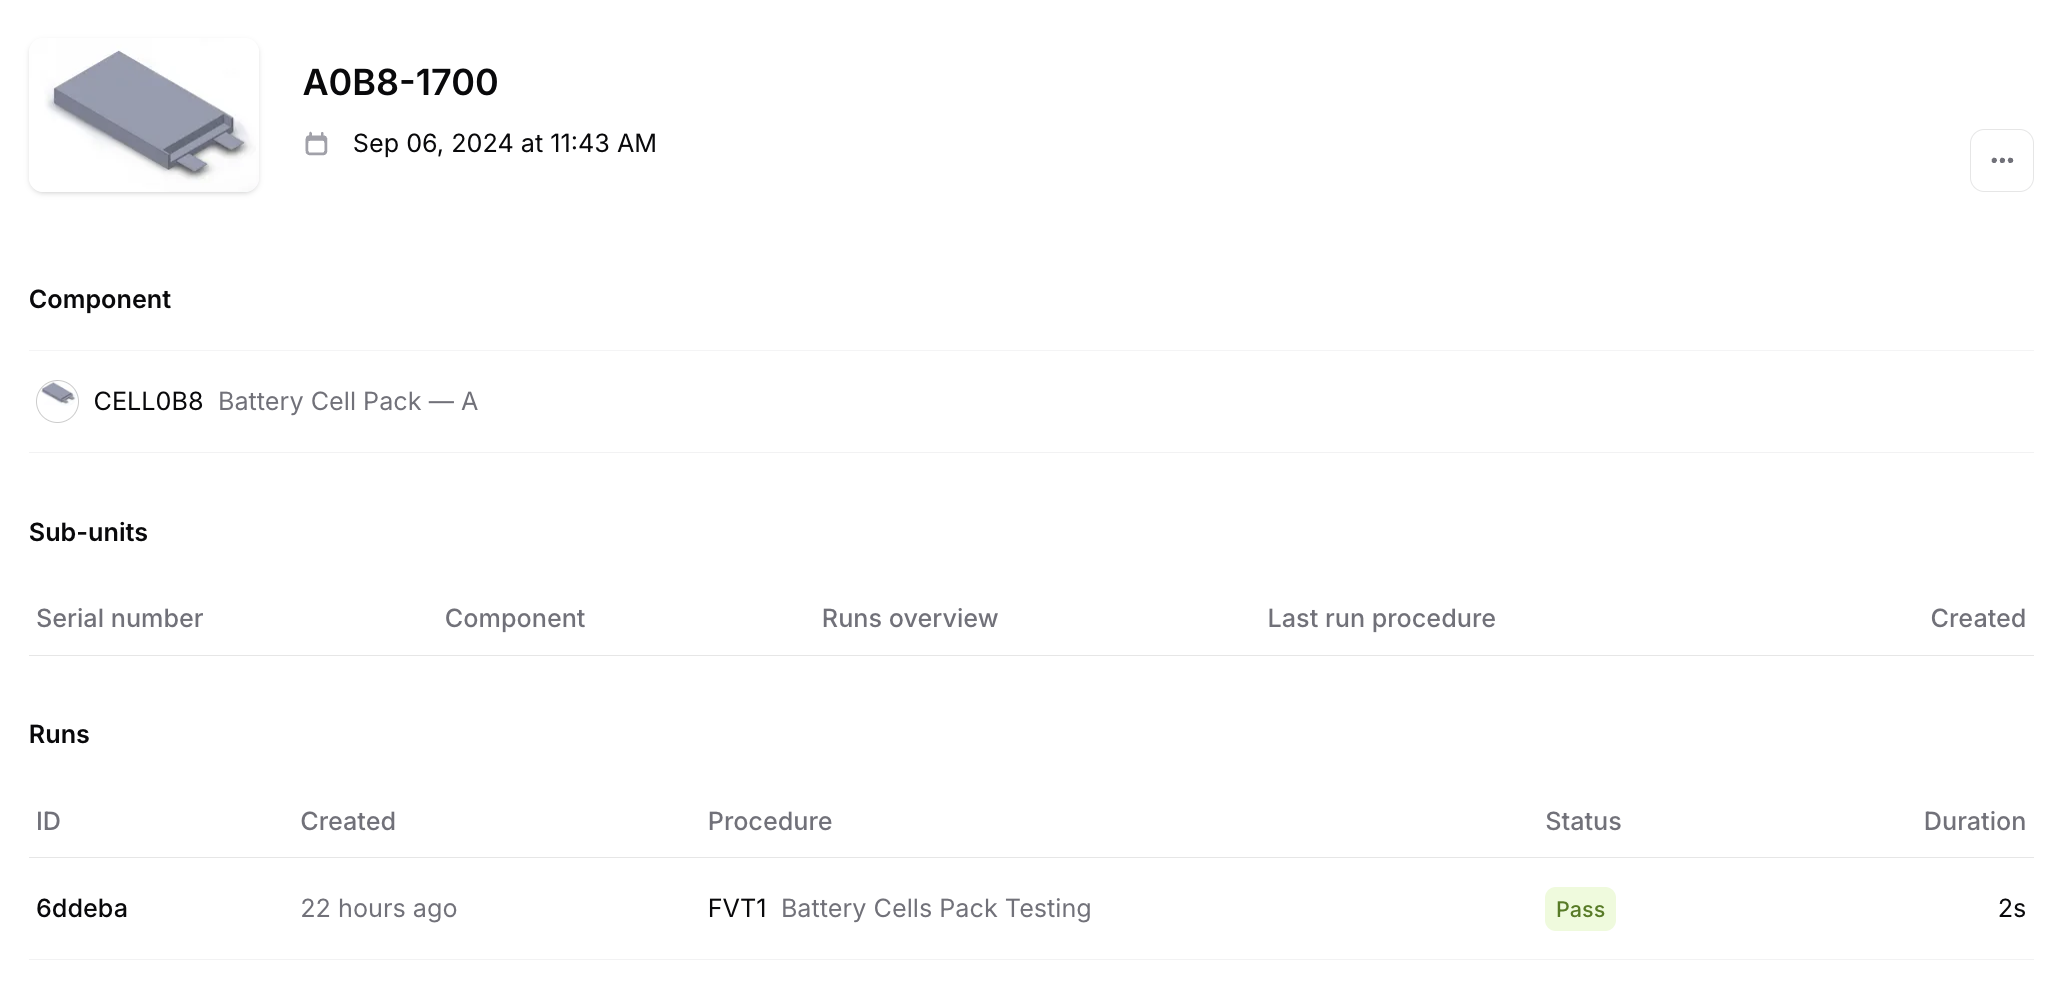 A0B8-1700
Sep 06, 2024 at 11:43 AM
Component
CELL0B8 Battery Cell Pack — A
Sub-units
Serial number Component Runs overview Last run procedure Created
Runs
ID Created Procedure Status Duration
6ddeba 22 hours ago FVT1 Battery Cells Pack Testing Pass 2s